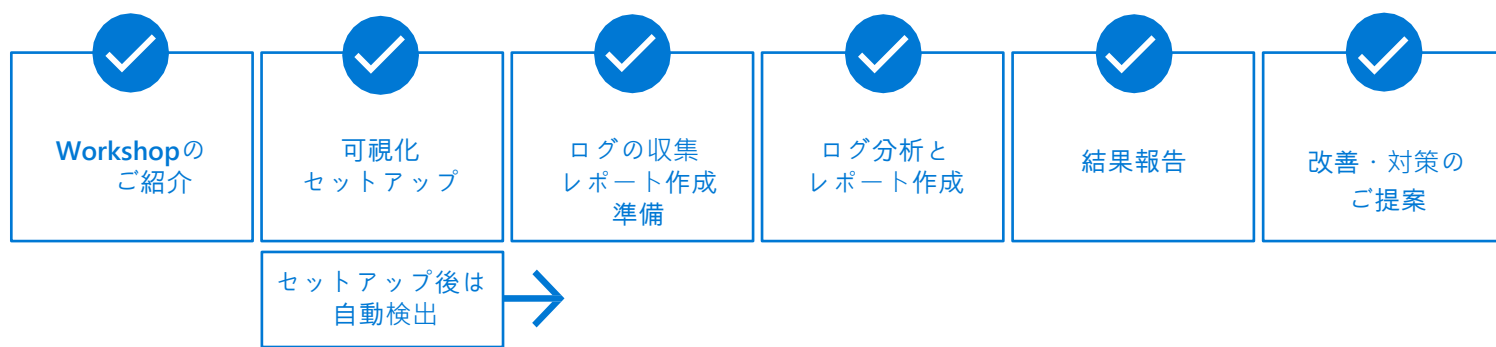 Workshopの
ご紹介
可視化
セットアップ
ログの収集
レポート作成
準備
ログ分析と
レポート作成
結果報告
改善・対策の
ご提案
セットアップ後は
自動検出